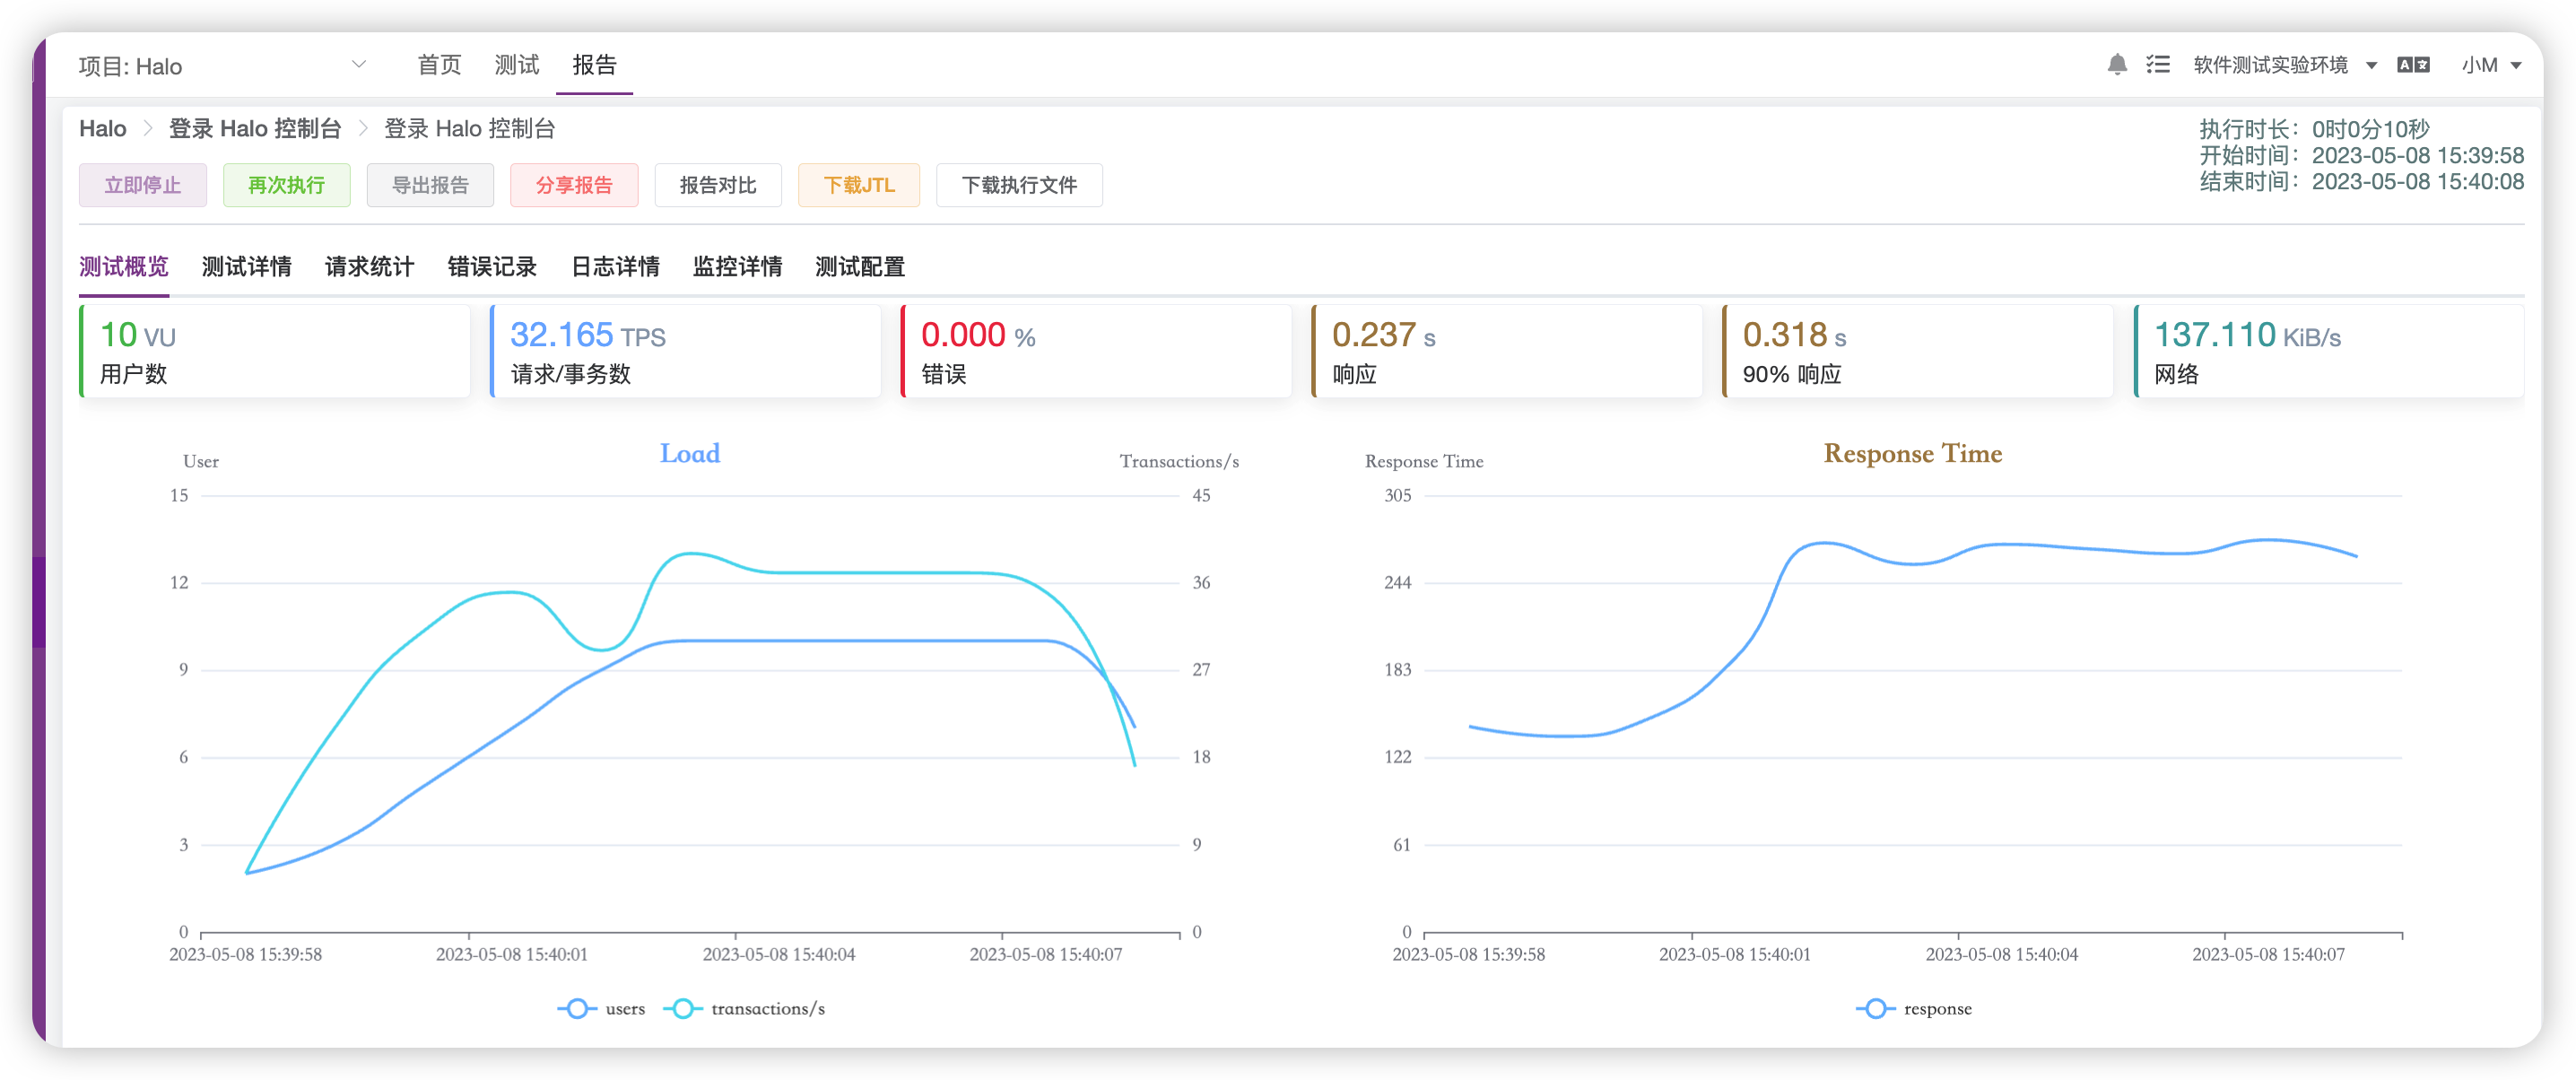 项目: Halo 首页 测试 报告 软件测试实验环境 小M
Halo 登录 Halo 控制台 登录 Halo 控制台
执行时长：0时0分10秒
开始时间：2023-05-08 15:39:58
结束时间：2023-05-08 15:40:08
立即停止 再次执行 导出报告 分享报告 报告对比 下载JTL 下载执行文件
测试概览 测试详情 请求统计 错误记录 日志详情 监控详情 测试配置
10 VU
用户数
32.165 TPS
请求/事务数
0.000 %
错误
0.237 s
响应
0.318 s
90% 响应
137.110 KiB/s
网络
Load
User
Transactions/s
15
12
9
6
3
0
45
36
27
18
9
0
2023-05-08 15:39:58 2023-05-08 15:40:01 2023-05-08 15:40:04 2023-05-08 15:40:07
users transactions/s
Response Time
Response Time
305
244
183
122
61
0
2023-05-08 15:39:58 2023-05-08 15:40:01 2023-05-08 15:40:04 2023-05-08 15:40:07
response